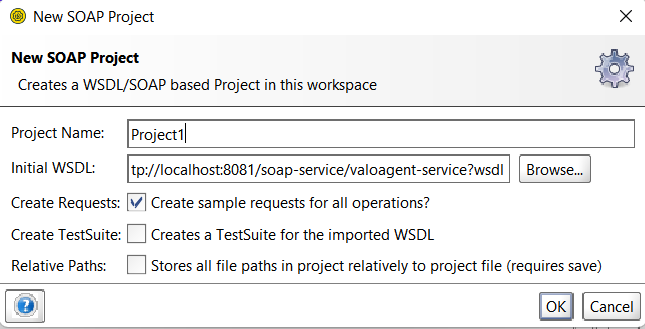 New SOAP Project
New SOAP Project
Creates a WSDL/SOAP based Project in this workspace
Project Name: Project1
Initial WSDL: tp://localhost:8081/soap-service/valoagent-service?wsdl Browse...
Create Requests: Create sample requests for all operations?
Create TestSuite: Creates a TestSuite for the imported WSDL
Relative Paths: Stores all file paths in project relatively to project file (requires save)
? OK Cancel